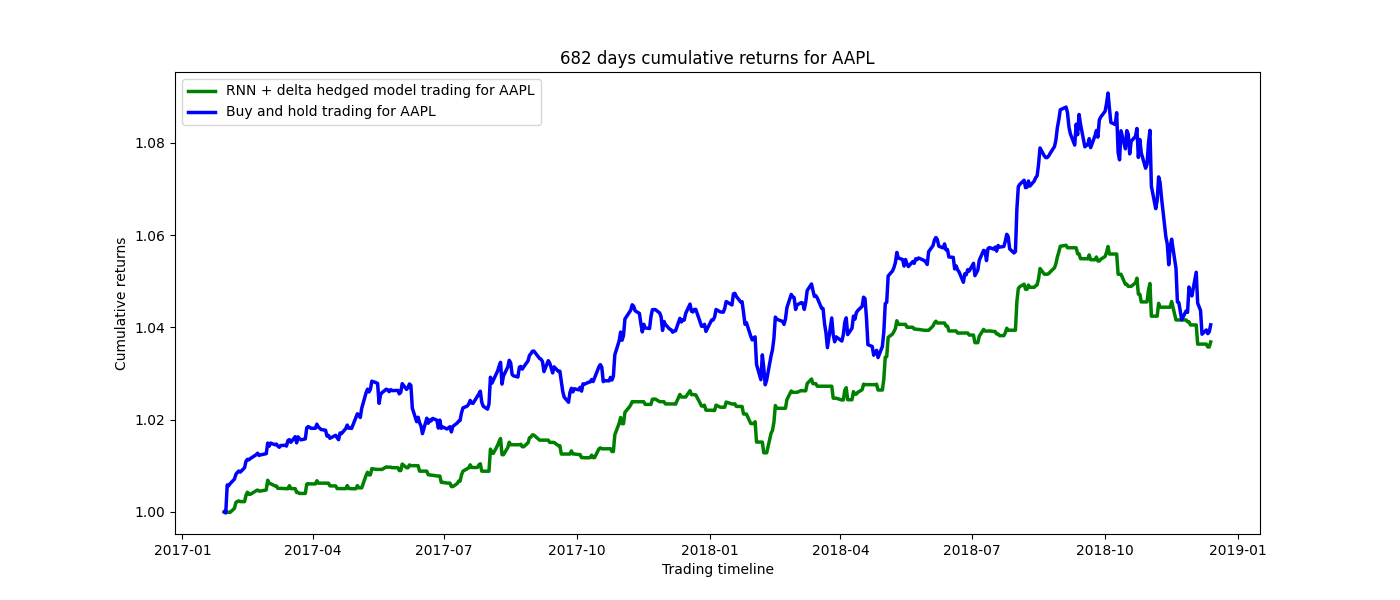 682 days cumulative returns for AAPL
RNN + delta hedged model trading for AAPL
Buy and hold trading for AAPL
Cumulative returns
1.08
1.06
1.04
1.02
1.00
2017-01 2017-04 2017-07 2017-10 2018-01 2018-04 2018-07 2018-10 2019-01
Trading timeline